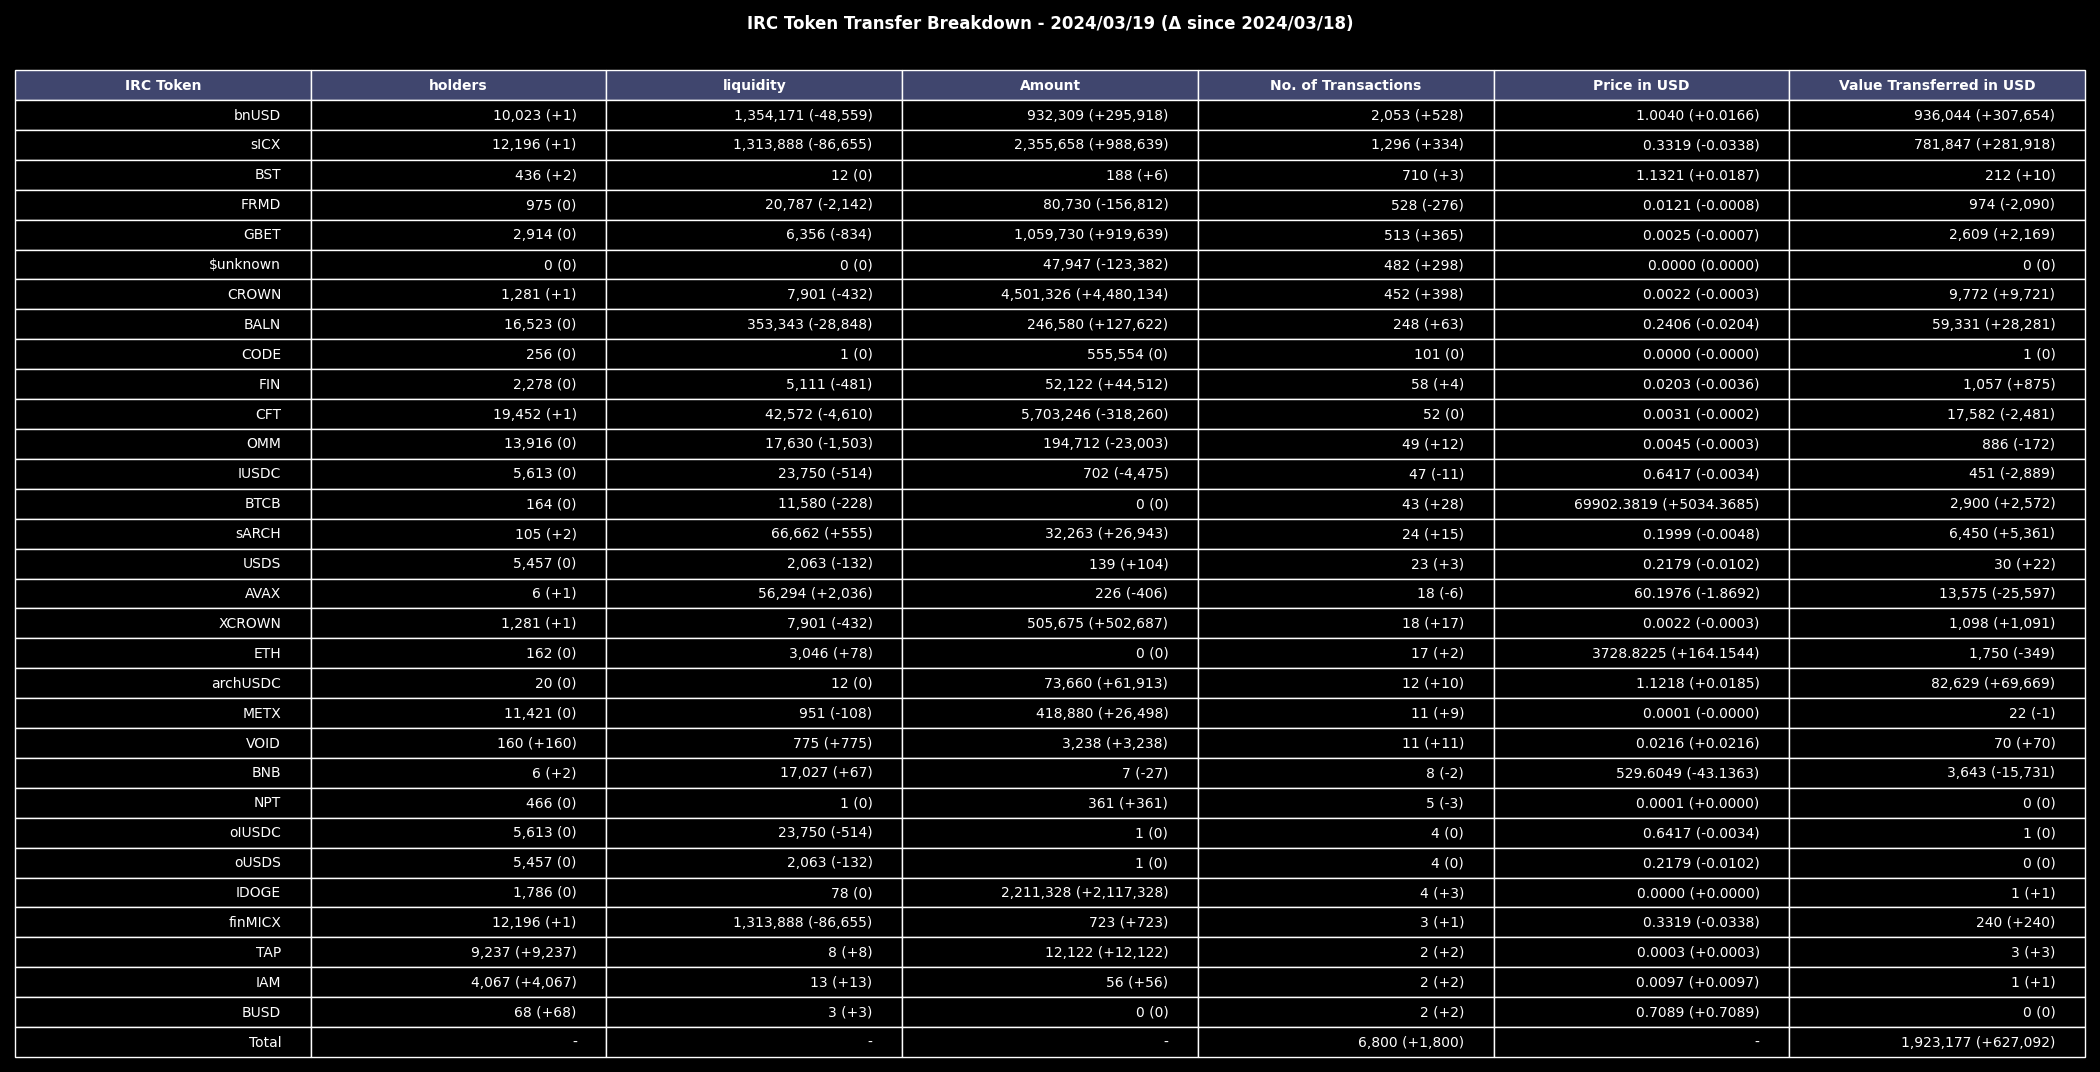 IRC Token Transfer Breakdown - 2024/03/19 (Δ since 2024/03/18)
IRC Token holders liquidity Amount No. of Transactions Price in USD Value Transferred in USD
bnUSD 10,023 (+1) 1,354,171 (-48,559) 932,309 (+295,918) 2,053 (+528) 1.0040 (+0.0166) 936,044 (+307,654)
sICX 12,196 (+1) 1,313,888 (-86,655) 2,355,658 (+988,639) 1,296 (+334) 0.3319 (-0.0338) 781,847 (+281,918)
BST 436 (+2) 12 (0) 188 (+6) 710 (+3) 1.1321 (+0.0187) 212 (+10)
FRMD 975 (0) 20,787 (-2,142) 80,730 (-156,812) 528 (-276) 0.0121 (-0.0008) 974 (-2,090)
GBET 2,914 (0) 6,356 (-834) 1,059,730 (+919,639) 513 (+365) 0.0025 (-0.0007) 2,609 (+2,169)
$unknown 0 (0) 0 (0) 47,947 (-123,382) 482 (+298) 0.0000 (0.0000) 0 (0)
CROWN 1,281 (+1) 7,901 (-432) 4,501,326 (+4,480,134) 452 (+398) 0.0022 (-0.0003) 9,772 (+9,721)
BALN 16,523 (0) 353,343 (-28,848) 246,580 (+127,622) 248 (+63) 0.2406 (-0.0204) 59,331 (+28,281)
CODE 256 (0) 1 (0) 555,554 (0) 101 (0) 0.0000 (-0.0000) 1 (0)
FIN 2,278 (0) 5,111 (-481) 52,122 (+44,512) 58 (+4) 0.0203 (-0.0036) 1,057 (+875)
CFT 19,452 (+1) 42,572 (-4,610) 5,703,246 (-318,260) 52 (0) 0.0031 (-0.0002) 17,582 (-2,481)
OMM 13,916 (0) 17,630 (-1,503) 194,712 (-23,003) 49 (+12) 0.0045 (-0.0003) 886 (-172)
IUSDC 5,613 (0) 23,750 (-514) 702 (-4,475) 47 (-11) 0.6417 (-0.0034) 451 (-2,889)
BTCB 164 (0) 11,580 (-228) 0 (0) 43 (+28) 69902.3819 (+5034.3685) 2,900 (+2,572)
sARCH 105 (+2) 66,662 (+555) 32,263 (+26,943) 24 (+15) 0.1999 (-0.0048) 6,450 (+5,361)
USDS 5,457 (0) 2,063 (-132) 139 (+104) 23 (+3) 0.2179 (-0.0102) 30 (+22)
AVAX 6 (+1) 56,294 (+2,036) 226 (-406) 18 (-6) 60.1976 (-1.8692) 13,575 (-25,597)
XCROWN 1,281 (+1) 7,901 (-432) 505,675 (+502,687) 18 (+17) 0.0022 (-0.0003) 1,098 (+1,091)
ETH 162 (0) 3,046 (+78) 0 (0) 17 (+2) 3728.8225 (+164.1544) 1,750 (-349)
archUSDC 20 (0) 12 (0) 73,660 (+61,913) 12 (+10) 1.1218 (+0.0185) 82,629 (+69,669)
METX 11,421 (0) 951 (-108) 418,880 (+26,498) 11 (+9) 0.0001 (-0.0000) 22 (-1)
VOID 160 (+160) 775 (+775) 3,238 (+3,238) 11 (+11) 0.0216 (+0.0216) 70 (+70)
BNB 6 (+2) 17,027 (+67) 7 (-27) 8 (-2) 529.6049 (-43.1363) 3,643 (-15,731)
NPT 466 (0) 1 (0) 361 (+361) 5 (-3) 0.0001 (+0.0000) 0 (0)
oIUSDC 5,613 (0) 23,750 (-514) 1 (0) 4 (0) 0.6417 (-0.0034) 1 (0)
oUSDS 5,457 (0) 2,063 (-132) 1 (0) 4 (0) 0.2179 (-0.0102) 0 (0)
IDOGE 1,786 (0) 78 (0) 2,211,328 (+2,117,328) 4 (+3) 0.0000 (+0.0000) 1 (+1)
finMICX 12,196 (+1) 1,313,888 (-86,655) 723 (+723) 3 (+1) 0.3319 (-0.0338) 240 (+240)
TAP 9,237 (+9,237) 8 (+8) 12,122 (+12,122) 2 (+2) 0.0003 (+0.0003) 3 (+3)
IAM 4,067 (+4,067) 13 (+13) 56 (+56) 2 (+2) 0.0097 (+0.0097) 1 (+1)
BUSD 68 (+68) 3 (+3) 0 (0) 2 (+2) 0.7089 (+0.7089) 0 (0)
Total - - - 6,800 (+1,800) - 1,923,177 (+627,092)